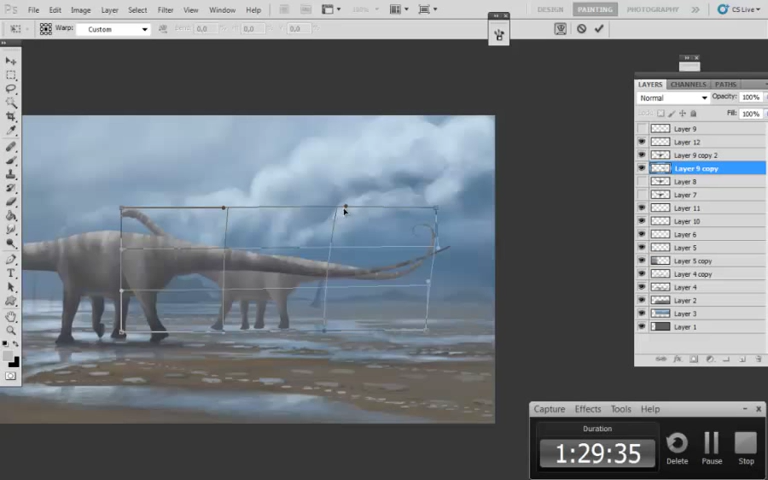 Ps File Edit Image Layer Select Filter Analysis View Window Help
DESIGN PAINTING PHOTOGRAPHY CS Live
Warp: Custom
LAYERS CHANNELS PATHS
Normal Opacity: 100%
Fill: 100%
Layer 9
Layer 12
Layer 9 copy 2
Layer 9 copy
Layer 8
Layer 7
Layer 11
Layer 10
Layer 6
Layer 5
Layer 5 copy
Layer 4 copy
Layer 4
Layer 2
Layer 3
Layer 1
Capture Effects Tools Help
Duration
1:29:35
Delete Pause Stop